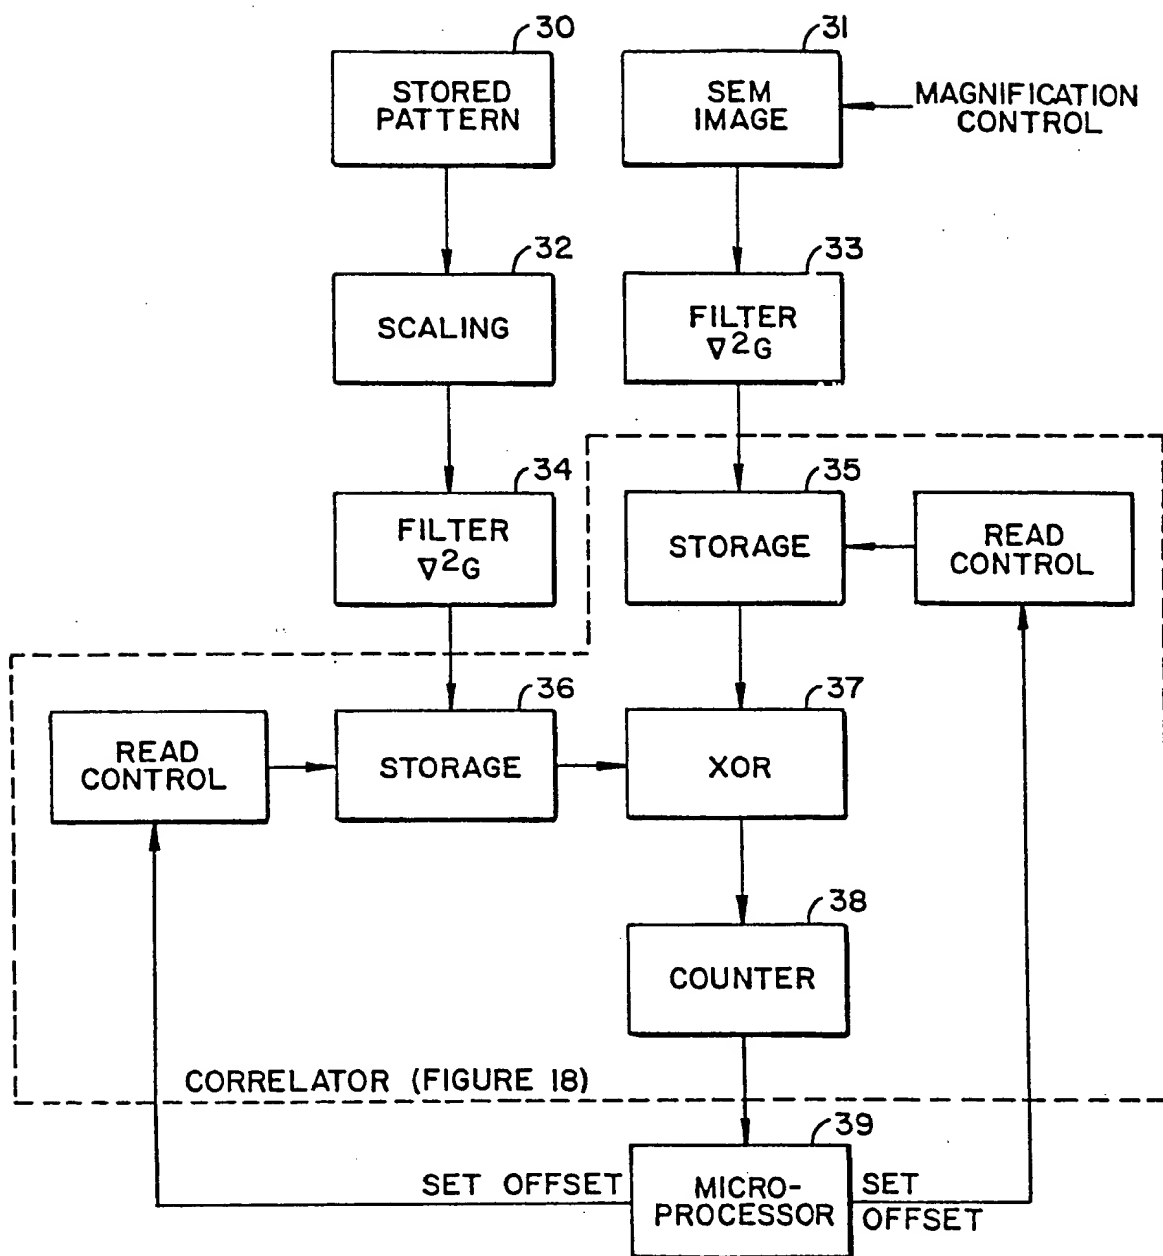 30
31
STORED
PATTERN
SEM
IMAGE
MAGNIFICATION
CONTROL
32
33
SCALING
FILTER
∇²G
34
35
FILTER
∇²G
STORAGE
READ
CONTROL
36
37
READ
CONTROL
STORAGE
XOR
38
COUNTER
CORRELATOR (FIGURE 18)
39
SET OFFSET
MICRO-
PROCESSOR
SET
OFFSET